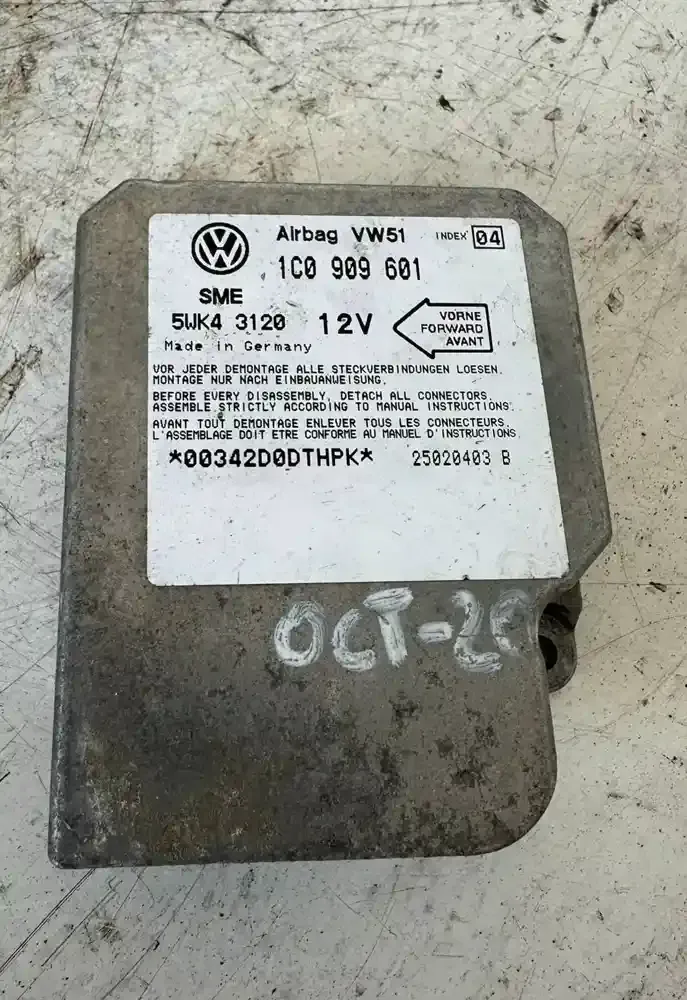 Airbag VW51 INDEX 04
1C0 909 601
SME
5WK4 3120 12V
VORNE
FORWARD
AVANT
Made in Germany
VOR JEDER DEMONTAGE ALLE STECKVERBINDUNGEN LOESEN.
MONTAGE NUR NACH EINBAUANWEISUNG.
BEFORE EVERY DISASSEMBLY, DETACH ALL CONNECTORS.
ASSEMBLE STRICTLY ACCORDING TO MANUAL INSTRUCTIONS.
AVANT TOUT DEMONTAGE ENLEVER TOUS LES CONNECTEURS.
L'ASSEMBLAGE DOIT ETRE CONFORME AU MANUEL D'INSTRUCTIONS.
*00342D0DTHPK* 25020403 B
OCT-20